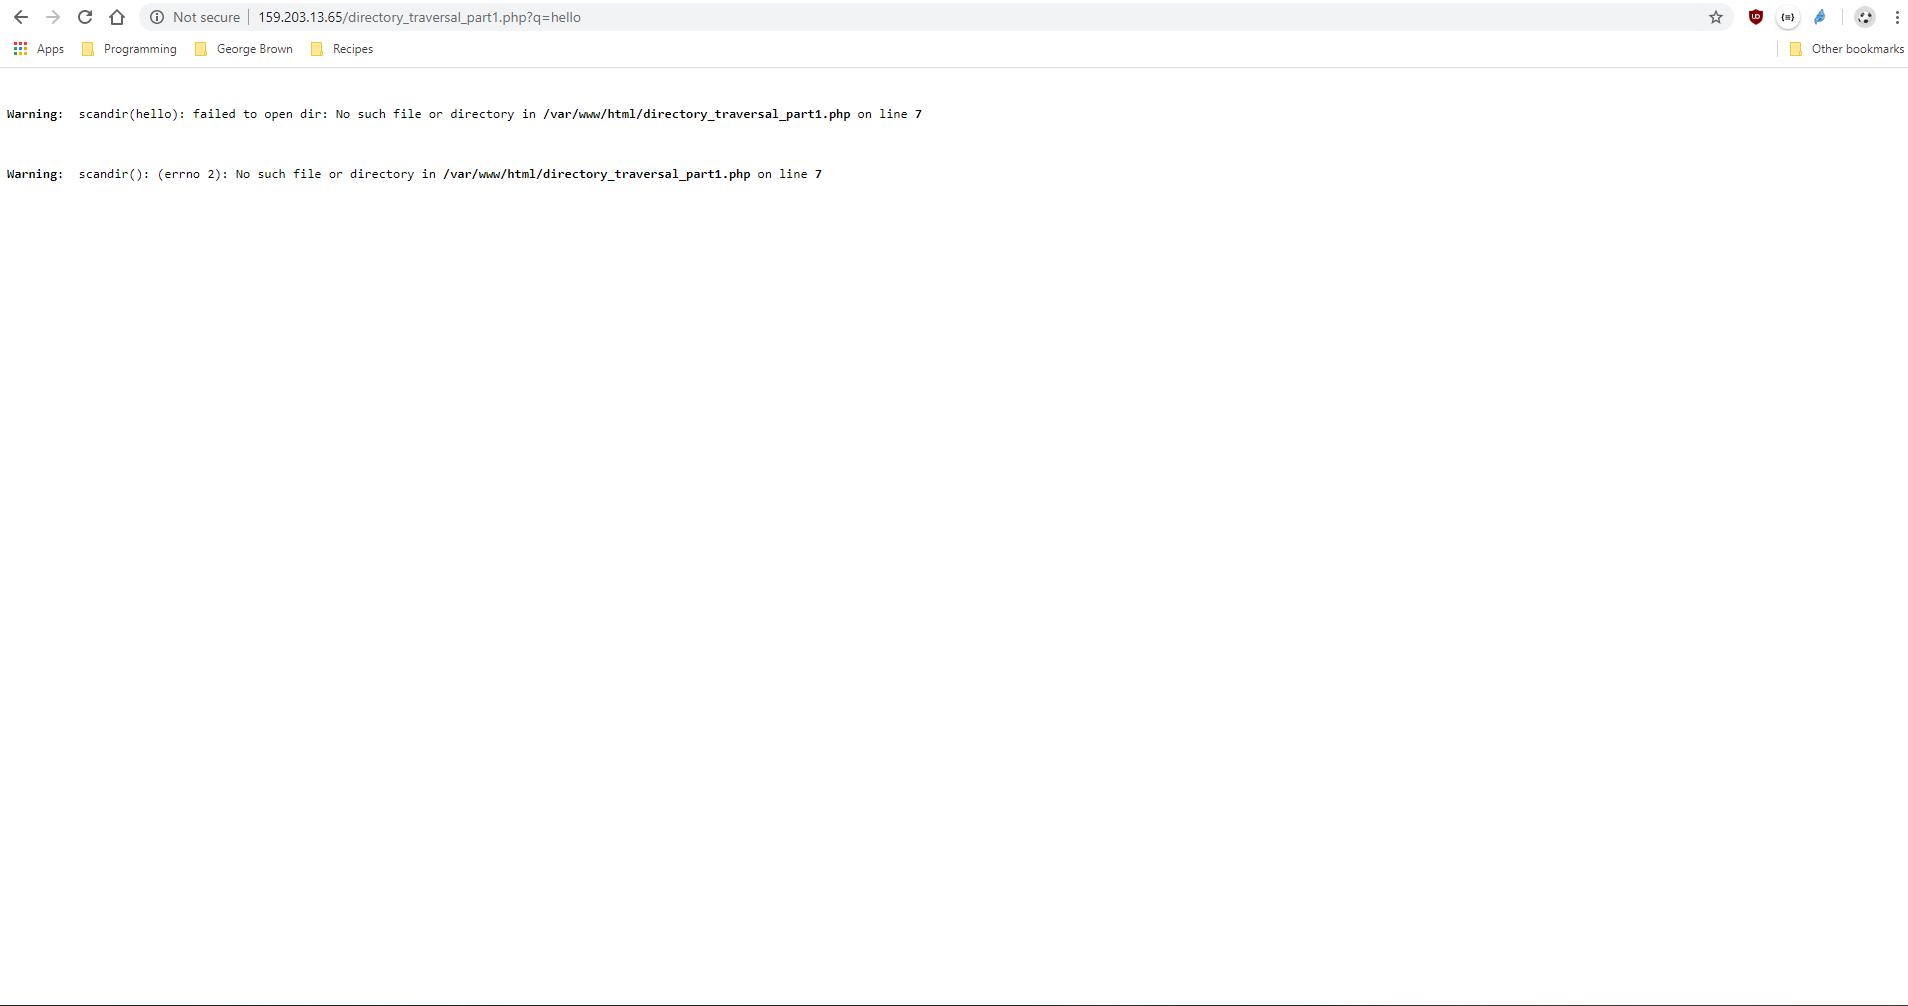 Not secure 159.203.13.65/directory_traversal_part1.php?q=hello
Apps Programming George Brown Recipes Other bookmarks
Warning:  scandir(hello): failed to open dir: No such file or directory in /var/www/html/directory_traversal_part1.php on line 7
Warning:  scandir(): (errno 2): No such file or directory in /var/www/html/directory_traversal_part1.php on line 7